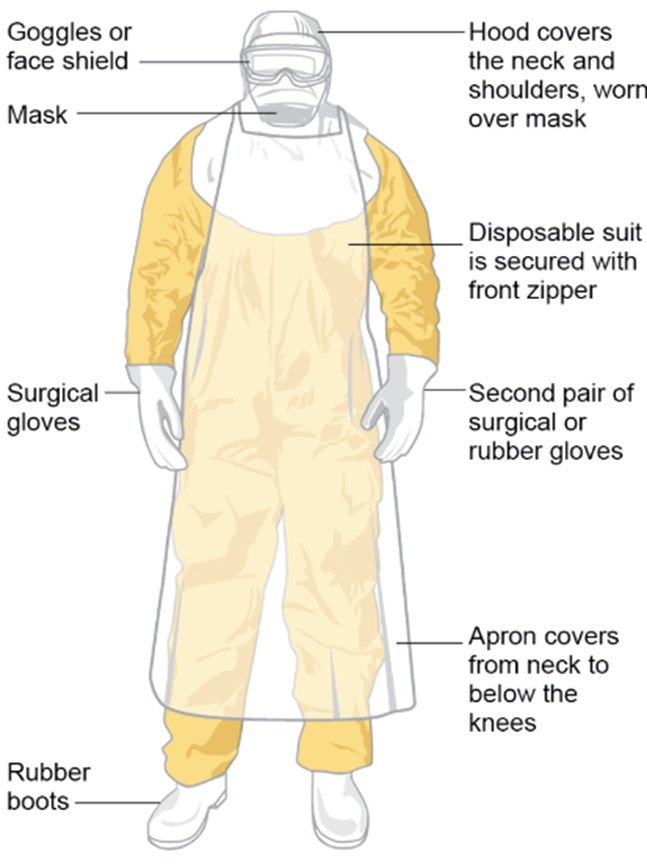 Goggles or
face shield
Mask
Hood covers
the neck and
shoulders, worn
over mask
Disposable suit
is secured with
front zipper
Surgical
gloves
Second pair of
surgical or
rubber gloves
Apron covers
from neck to
below the
knees
Rubber
boots